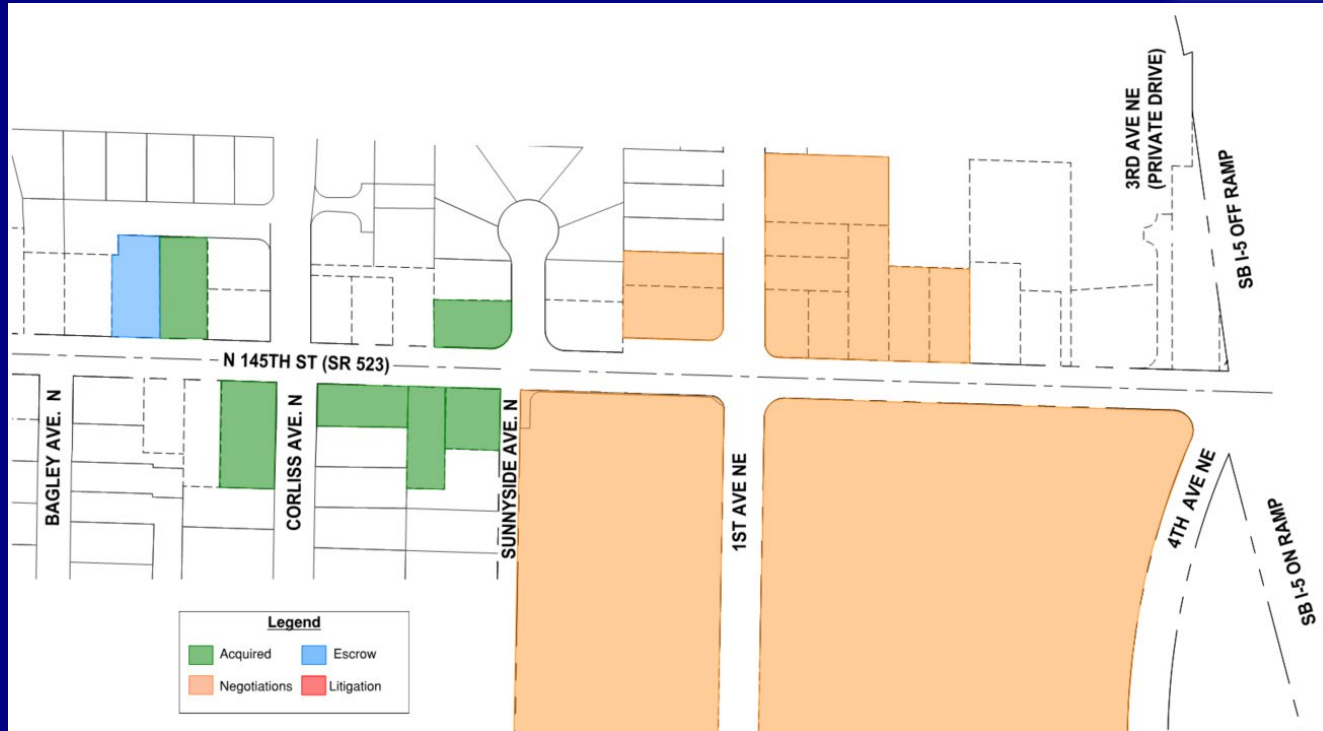 3RD AVE NE
(PRIVATE DRIVE)
SB I-5 OFF RAMP
N 145TH ST (SR 523)
BAGLEY AVE. N
CORLISS AVE. N
SUNNYSIDE AVE. N
1ST AVE NE
4TH AVE NE
SB I-5 ON RAMP
Legend
Acquired
Escrow
Negotiations
Litigation